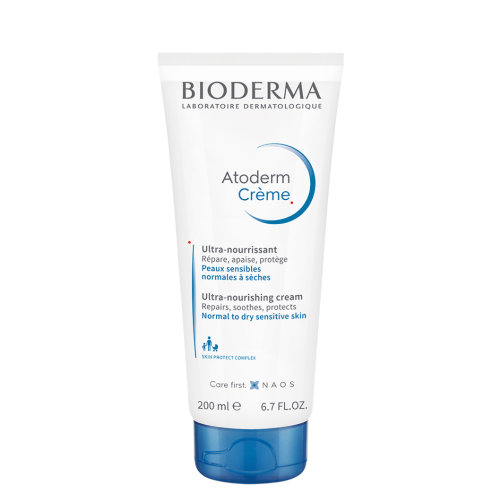 BIODERMA
LABORATOIRE DERMATOLOGIQUE
Atoderm
Crème
Ultra-nourrissant
Répare, apaise, protège
Peaux sensibles
normales à sèches
Ultra-nourishing cream
Repairs, soothes, protects
Normal to dry sensitive skin
SKIN PROTECT COMPLEX
Care first. NAOS
200 ml ℮ 6.7 FL.OZ.